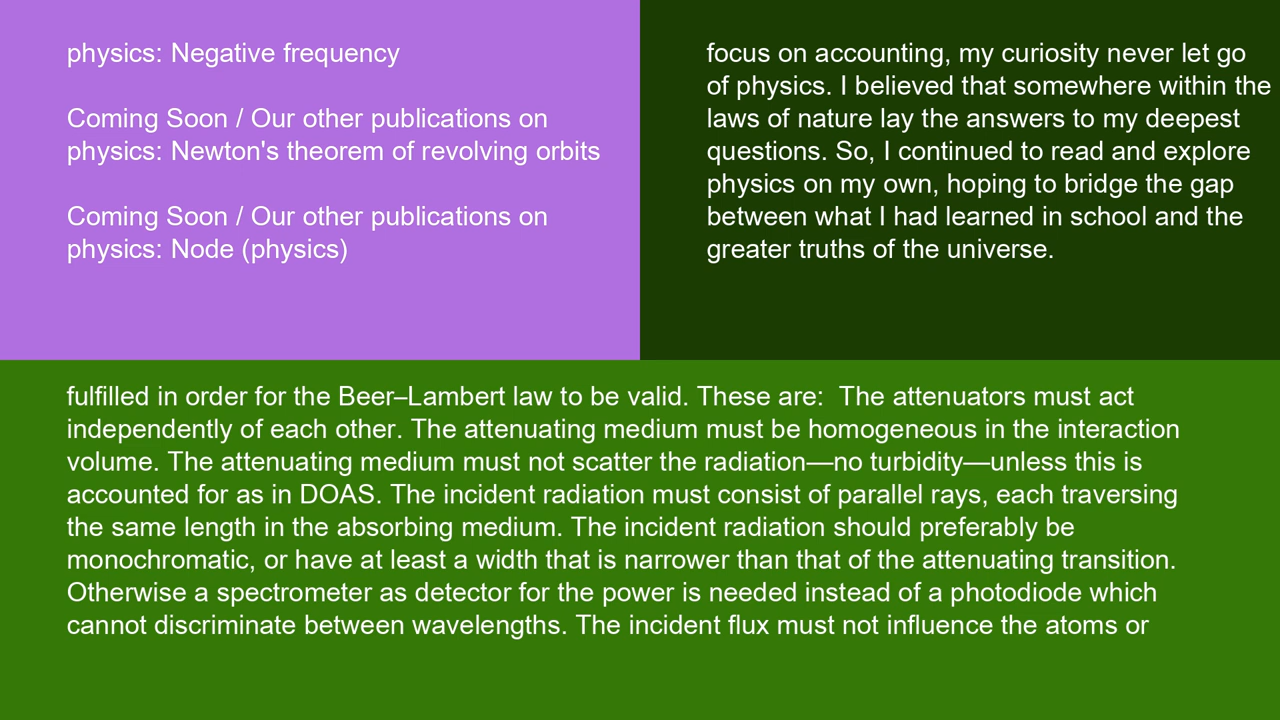 physics: Negative frequency
Coming Soon / Our other publications on
physics: Newton's theorem of revolving orbits
Coming Soon / Our other publications on
physics: Node (physics)
focus on accounting, my curiosity never let go
of physics. I believed that somewhere within the
laws of nature lay the answers to my deepest
questions. So, I continued to read and explore
physics on my own, hoping to bridge the gap
between what I had learned in school and the
greater truths of the universe.
fulfilled in order for the Beer–Lambert law to be valid. These are:  The attenuators must act
independently of each other. The attenuating medium must be homogeneous in the interaction
volume. The attenuating medium must not scatter the radiation—no turbidity—unless this is
accounted for as in DOAS. The incident radiation must consist of parallel rays, each traversing
the same length in the absorbing medium. The incident radiation should preferably be
monochromatic, or have at least a width that is narrower than that of the attenuating transition.
Otherwise a spectrometer as detector for the power is needed instead of a photodiode which
cannot discriminate between wavelengths. The incident flux must not influence the atoms or